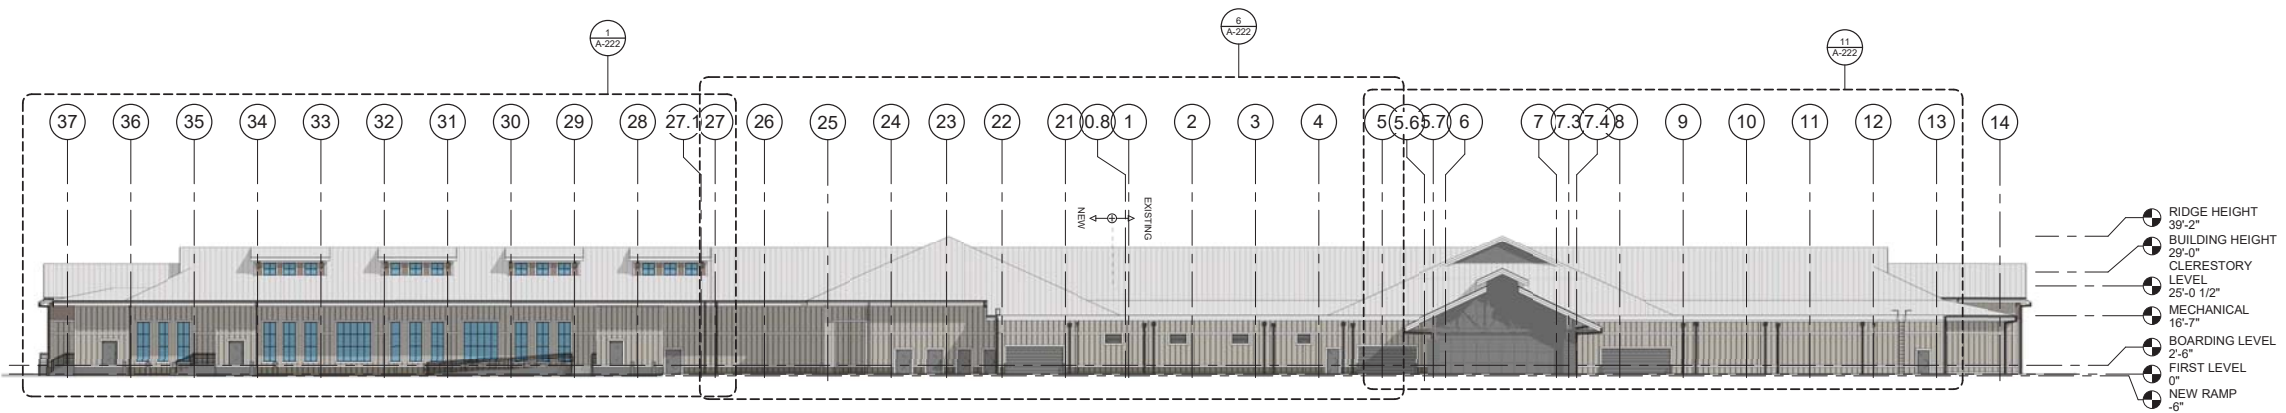 1
A-222
6
A-222
11
A-222
37 36 35 34 33 32 31 30 29 28 27.1 27 26 25 24 23 22 21 0.8 1 2 3 4 5 5.6 5.7 6 7 7.3 7.4 8 9 10 11 12 13 14
NEW
EXISTING
RIDGE HEIGHT
39'-2"
BUILDING HEIGHT
29'-0"
CLERESTORY
LEVEL
25'-0 1/2"
MECHANICAL
16'-7"
BOARDING LEVEL
2'-6"
FIRST LEVEL
0"
NEW RAMP
-6"